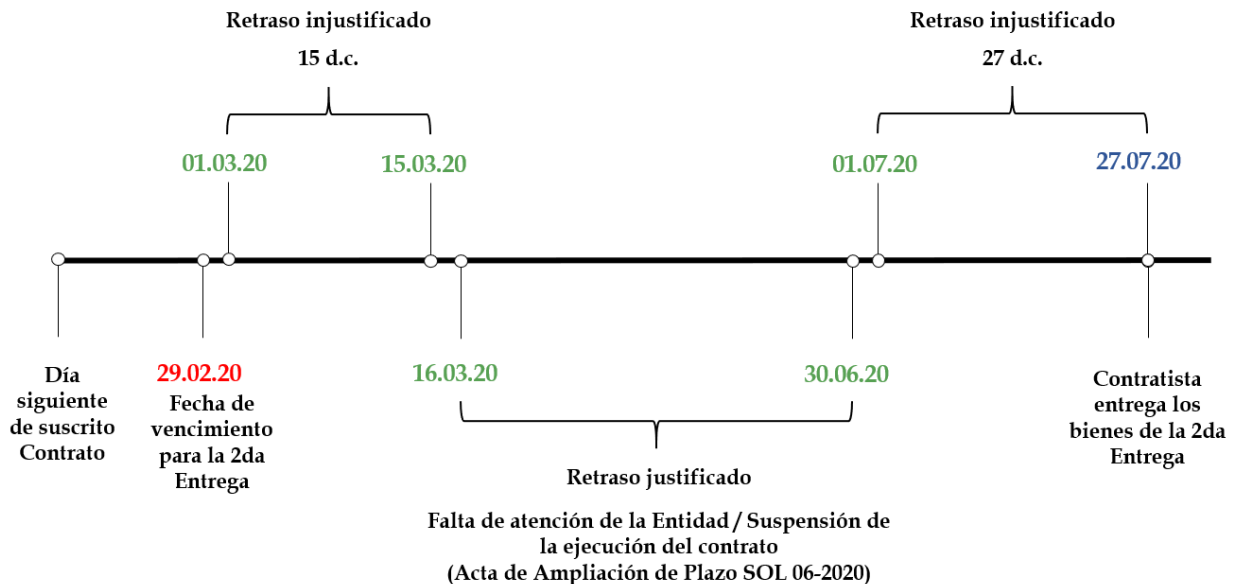 Retraso injustificado
15 d.c.
Retraso injustificado
27 d.c.
01.03.20
15.03.20
01.07.20
27.07.20
Día
siguiente
de suscrito
Contrato
29.02.20
Fecha de
vencimiento
para la 2da
Entrega
16.03.20
30.06.20
Contratista
entrega los
bienes de la 2da
Entrega
Retraso justificado
Falta de atención de la Entidad / Suspensión de
la ejecución del contrato
(Acta de Ampliación de Plazo SOL 06-2020)